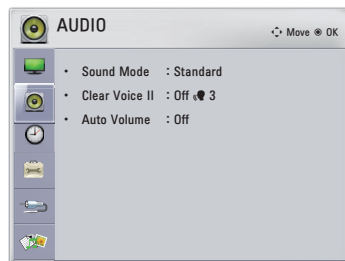 AUDIO
Move OK
• Sound Mode : Standard
• Clear Voice II : Off 3
• Auto Volume : Off